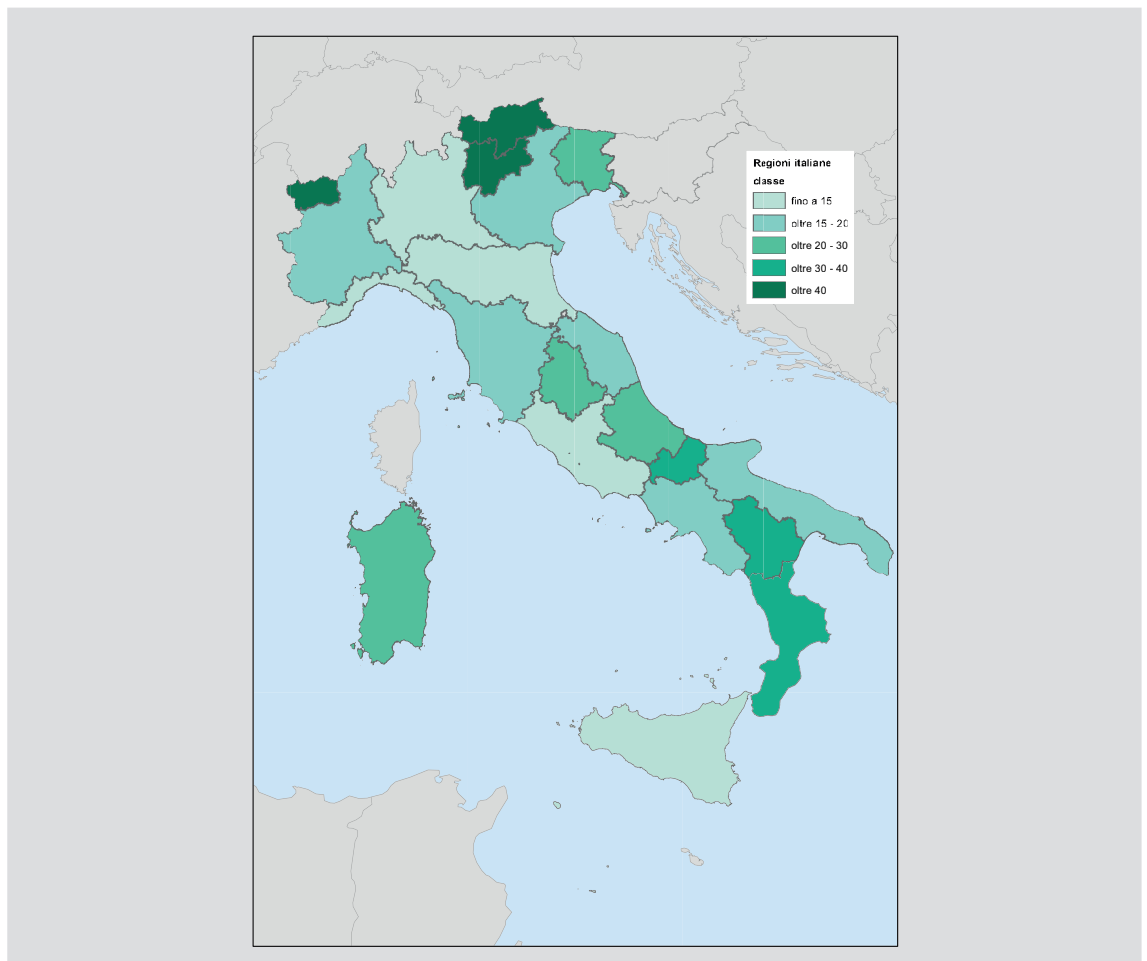 Regioni italiane
classe
fino a 15
oltre 15 - 20
oltre 20 - 30
oltre 30 - 40
oltre 40